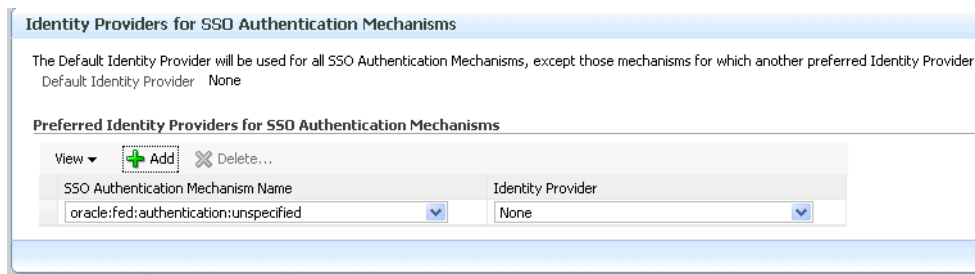 Identity Providers for SSO Authentication Mechanisms
The Default Identity Provider will be used for all SSO Authentication Mechanisms, except those mechanisms for which another preferred Identity Provider
Default Identity Provider None
Preferred Identity Providers for SSO Authentication Mechanisms
View Add Delete...
SSO Authentication Mechanism Name Identity Provider
oracle:fed:authentication:unspecified None